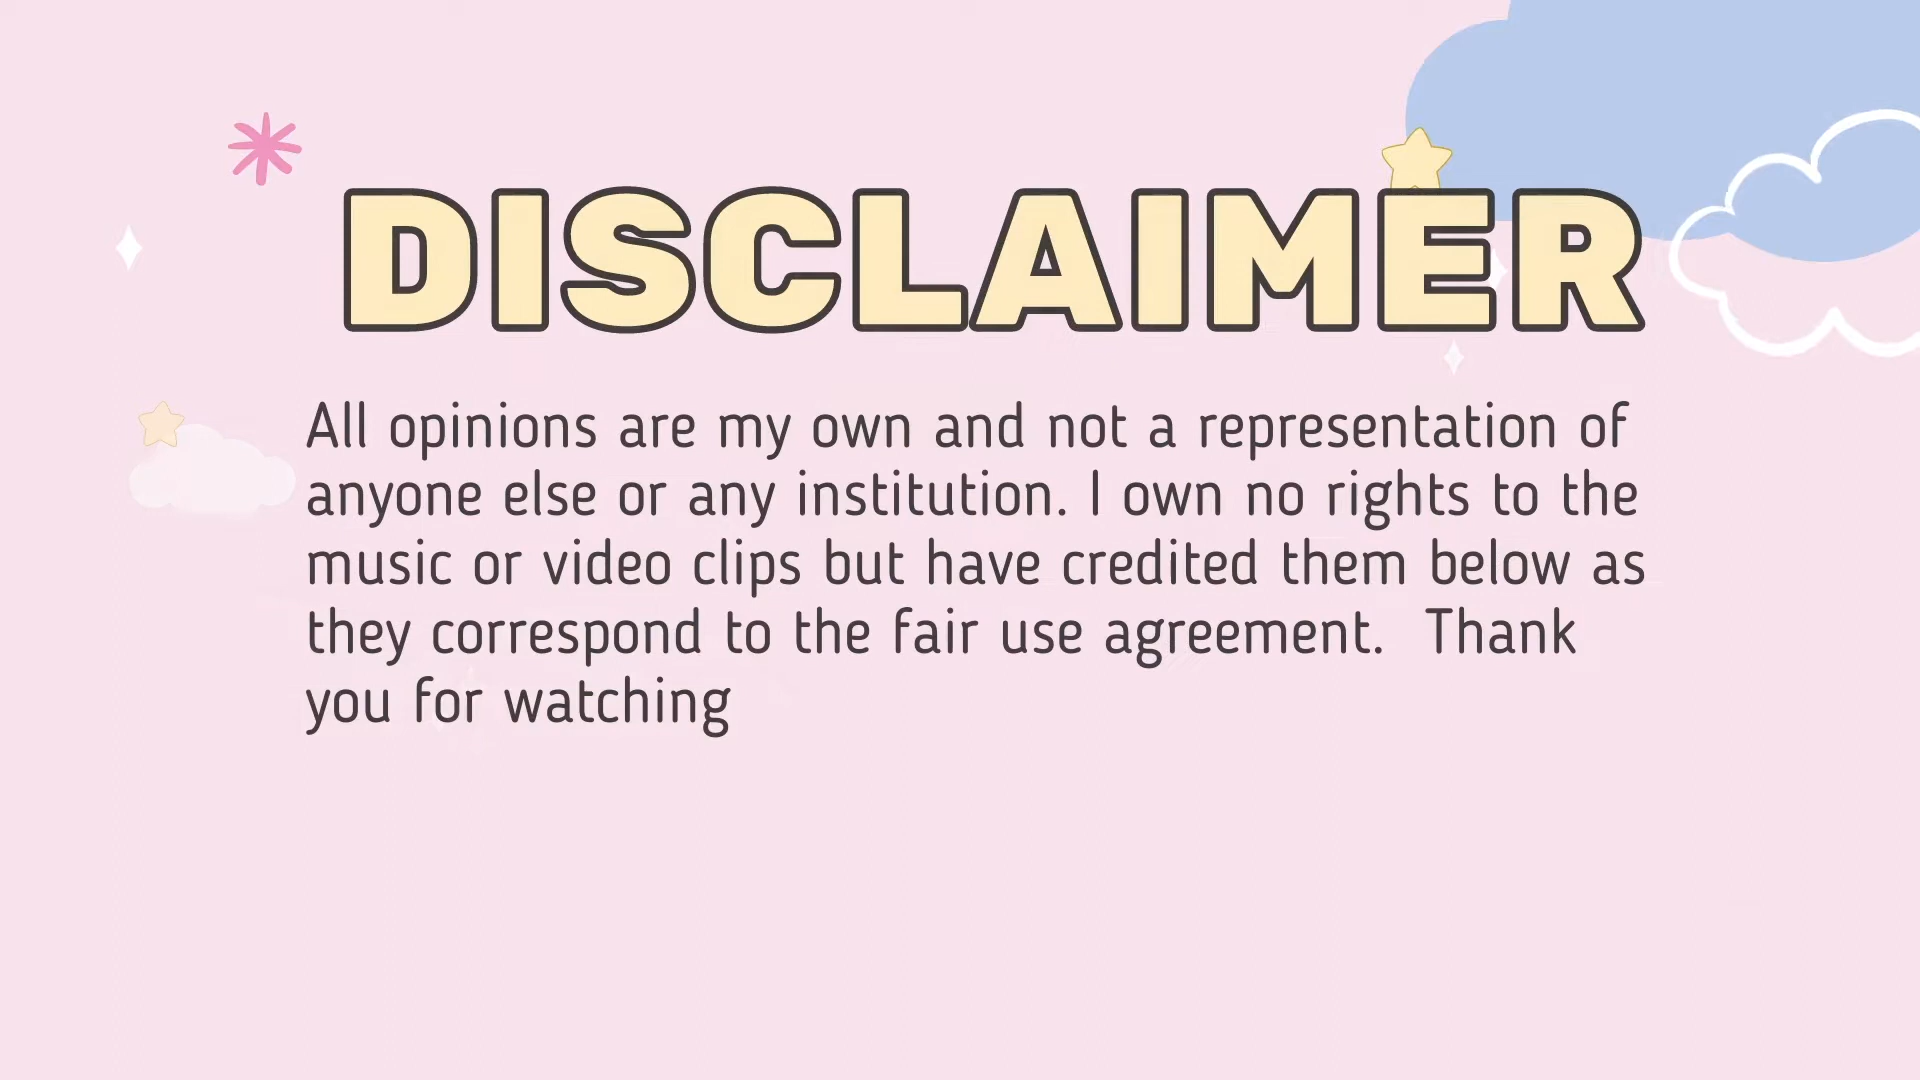 DISCLAIMER
All opinions are my own and not a representation of
anyone else or any institution. I own no rights to the
music or video clips but have credited them below as
they correspond to the fair use agreement.  Thank
you for watching